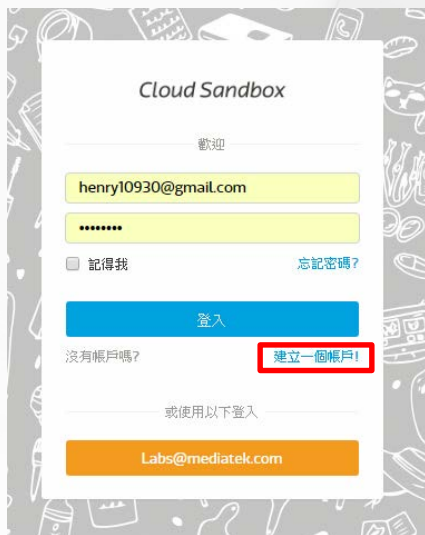 Cloud Sandbox
歡迎
henry10930@gmail.com
••••••••
記得我 忘記密碼?
登入
沒有帳戶嗎? 建立一個帳戶!
或使用以下登入
Labs@mediatek.com